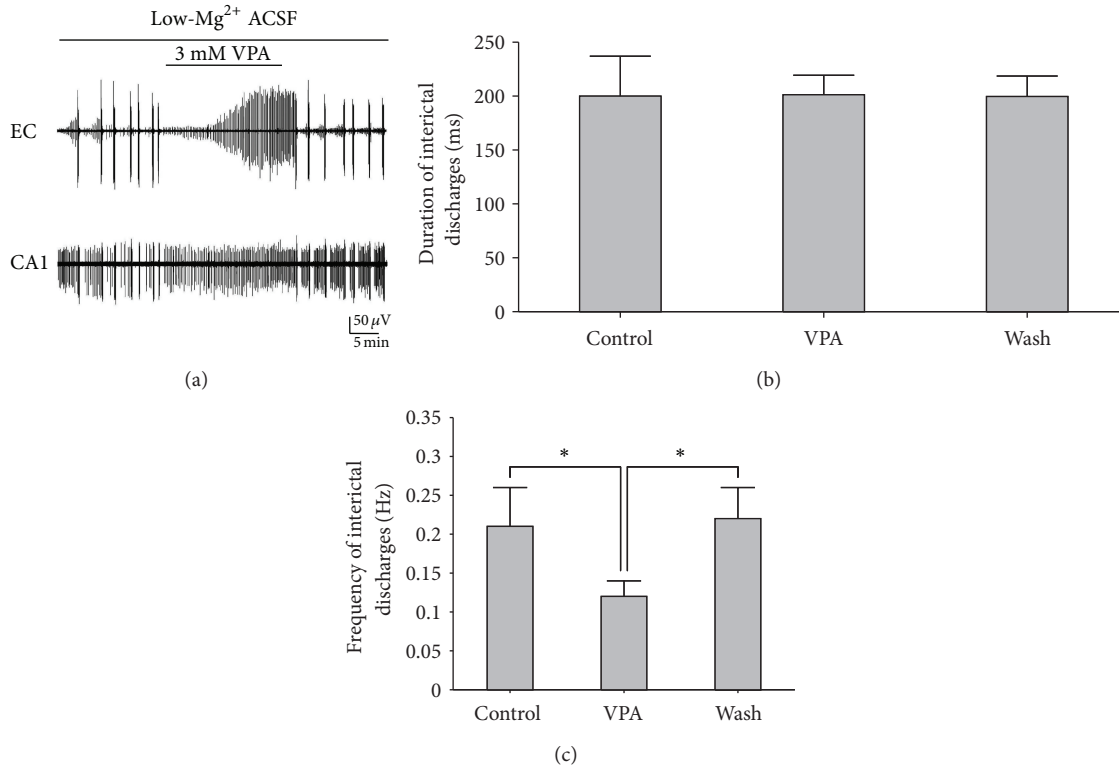 Low-Mg²⁺ ACSF
3 mM VPA
EC
CA1
50 μV
5 min
(a)
Duration of interictal
discharges (ms)
250
200
150
100
50
0
Control VPA Wash
(b)
Frequency of interictal
discharges (Hz)
0.35
0.3
0.25
0.2
0.15
0.1
0.05
0
* *
Control VPA Wash
(c)